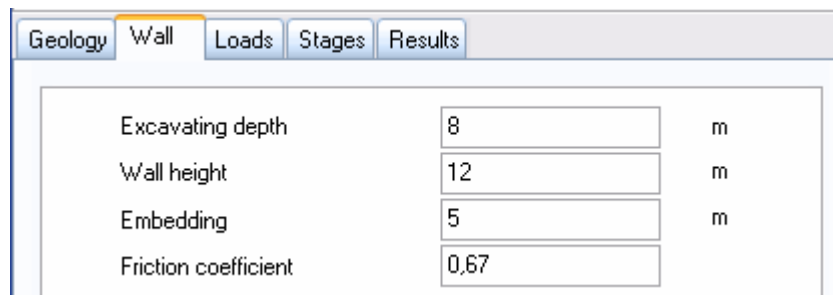 Geology Wall Loads Stages Results
Excavating depth 8 m
Wall height 12 m
Embedding 5 m
Friction coefficient 0,67